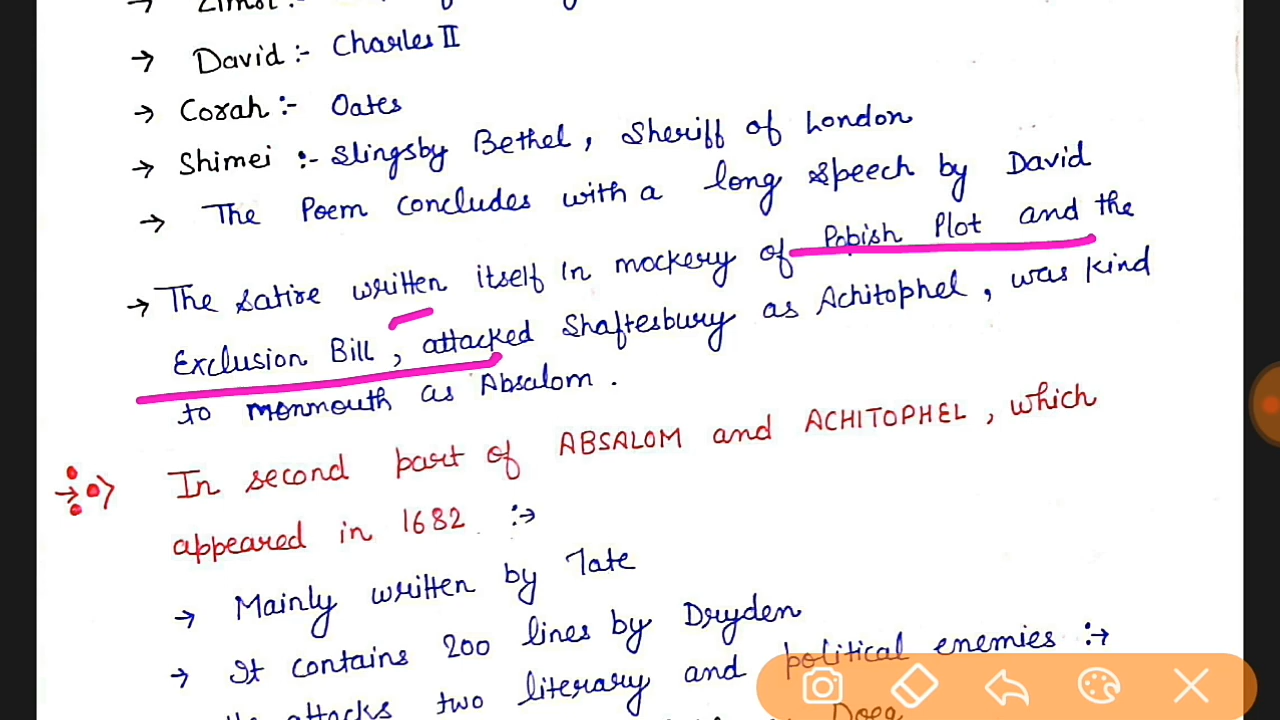 → Zimri :-
→ David :- Charles II
→ Corah :- Oates
→ Shimei :- Slingsby Bethel, Sheriff of London
→ The Poem concludes with a long speech by David
→ The Satire written itself in mockery of Pobish Plot and the
Exclusion Bill, attacked Shaftesbury as Achitophel, was kind
to monmouth as Absalom.
→ In second part of ABSALOM and ACHITOPHEL, which
appeared in 1682 :→
→ Mainly written by Tate
→ It contains 200 lines by Dryden
attacks two literary and political enemies :→
Doeg